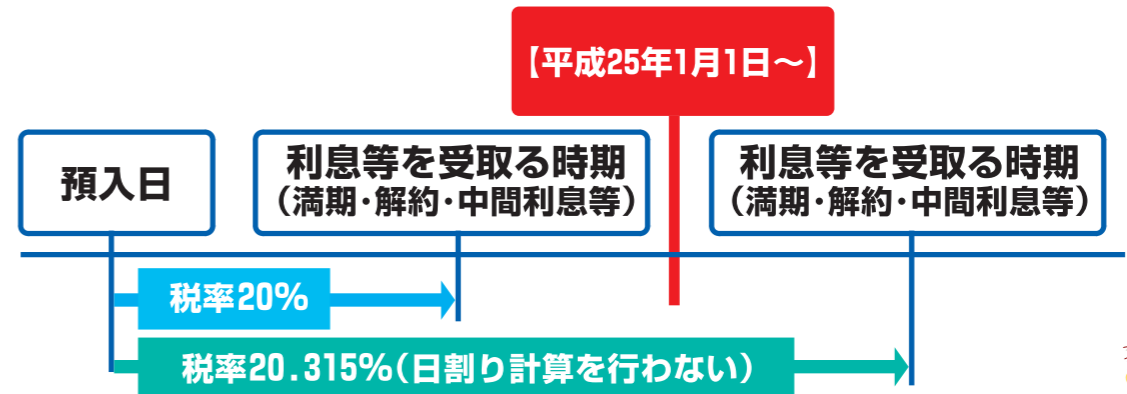 【平成25年1月1日～】
預入日
利息等を受取る時期
（満期・解約・中間利息等）
利息等を受取る時期
（満期・解約・中間利息等）
税率20%
税率20.315%（日割り計算を行わない）